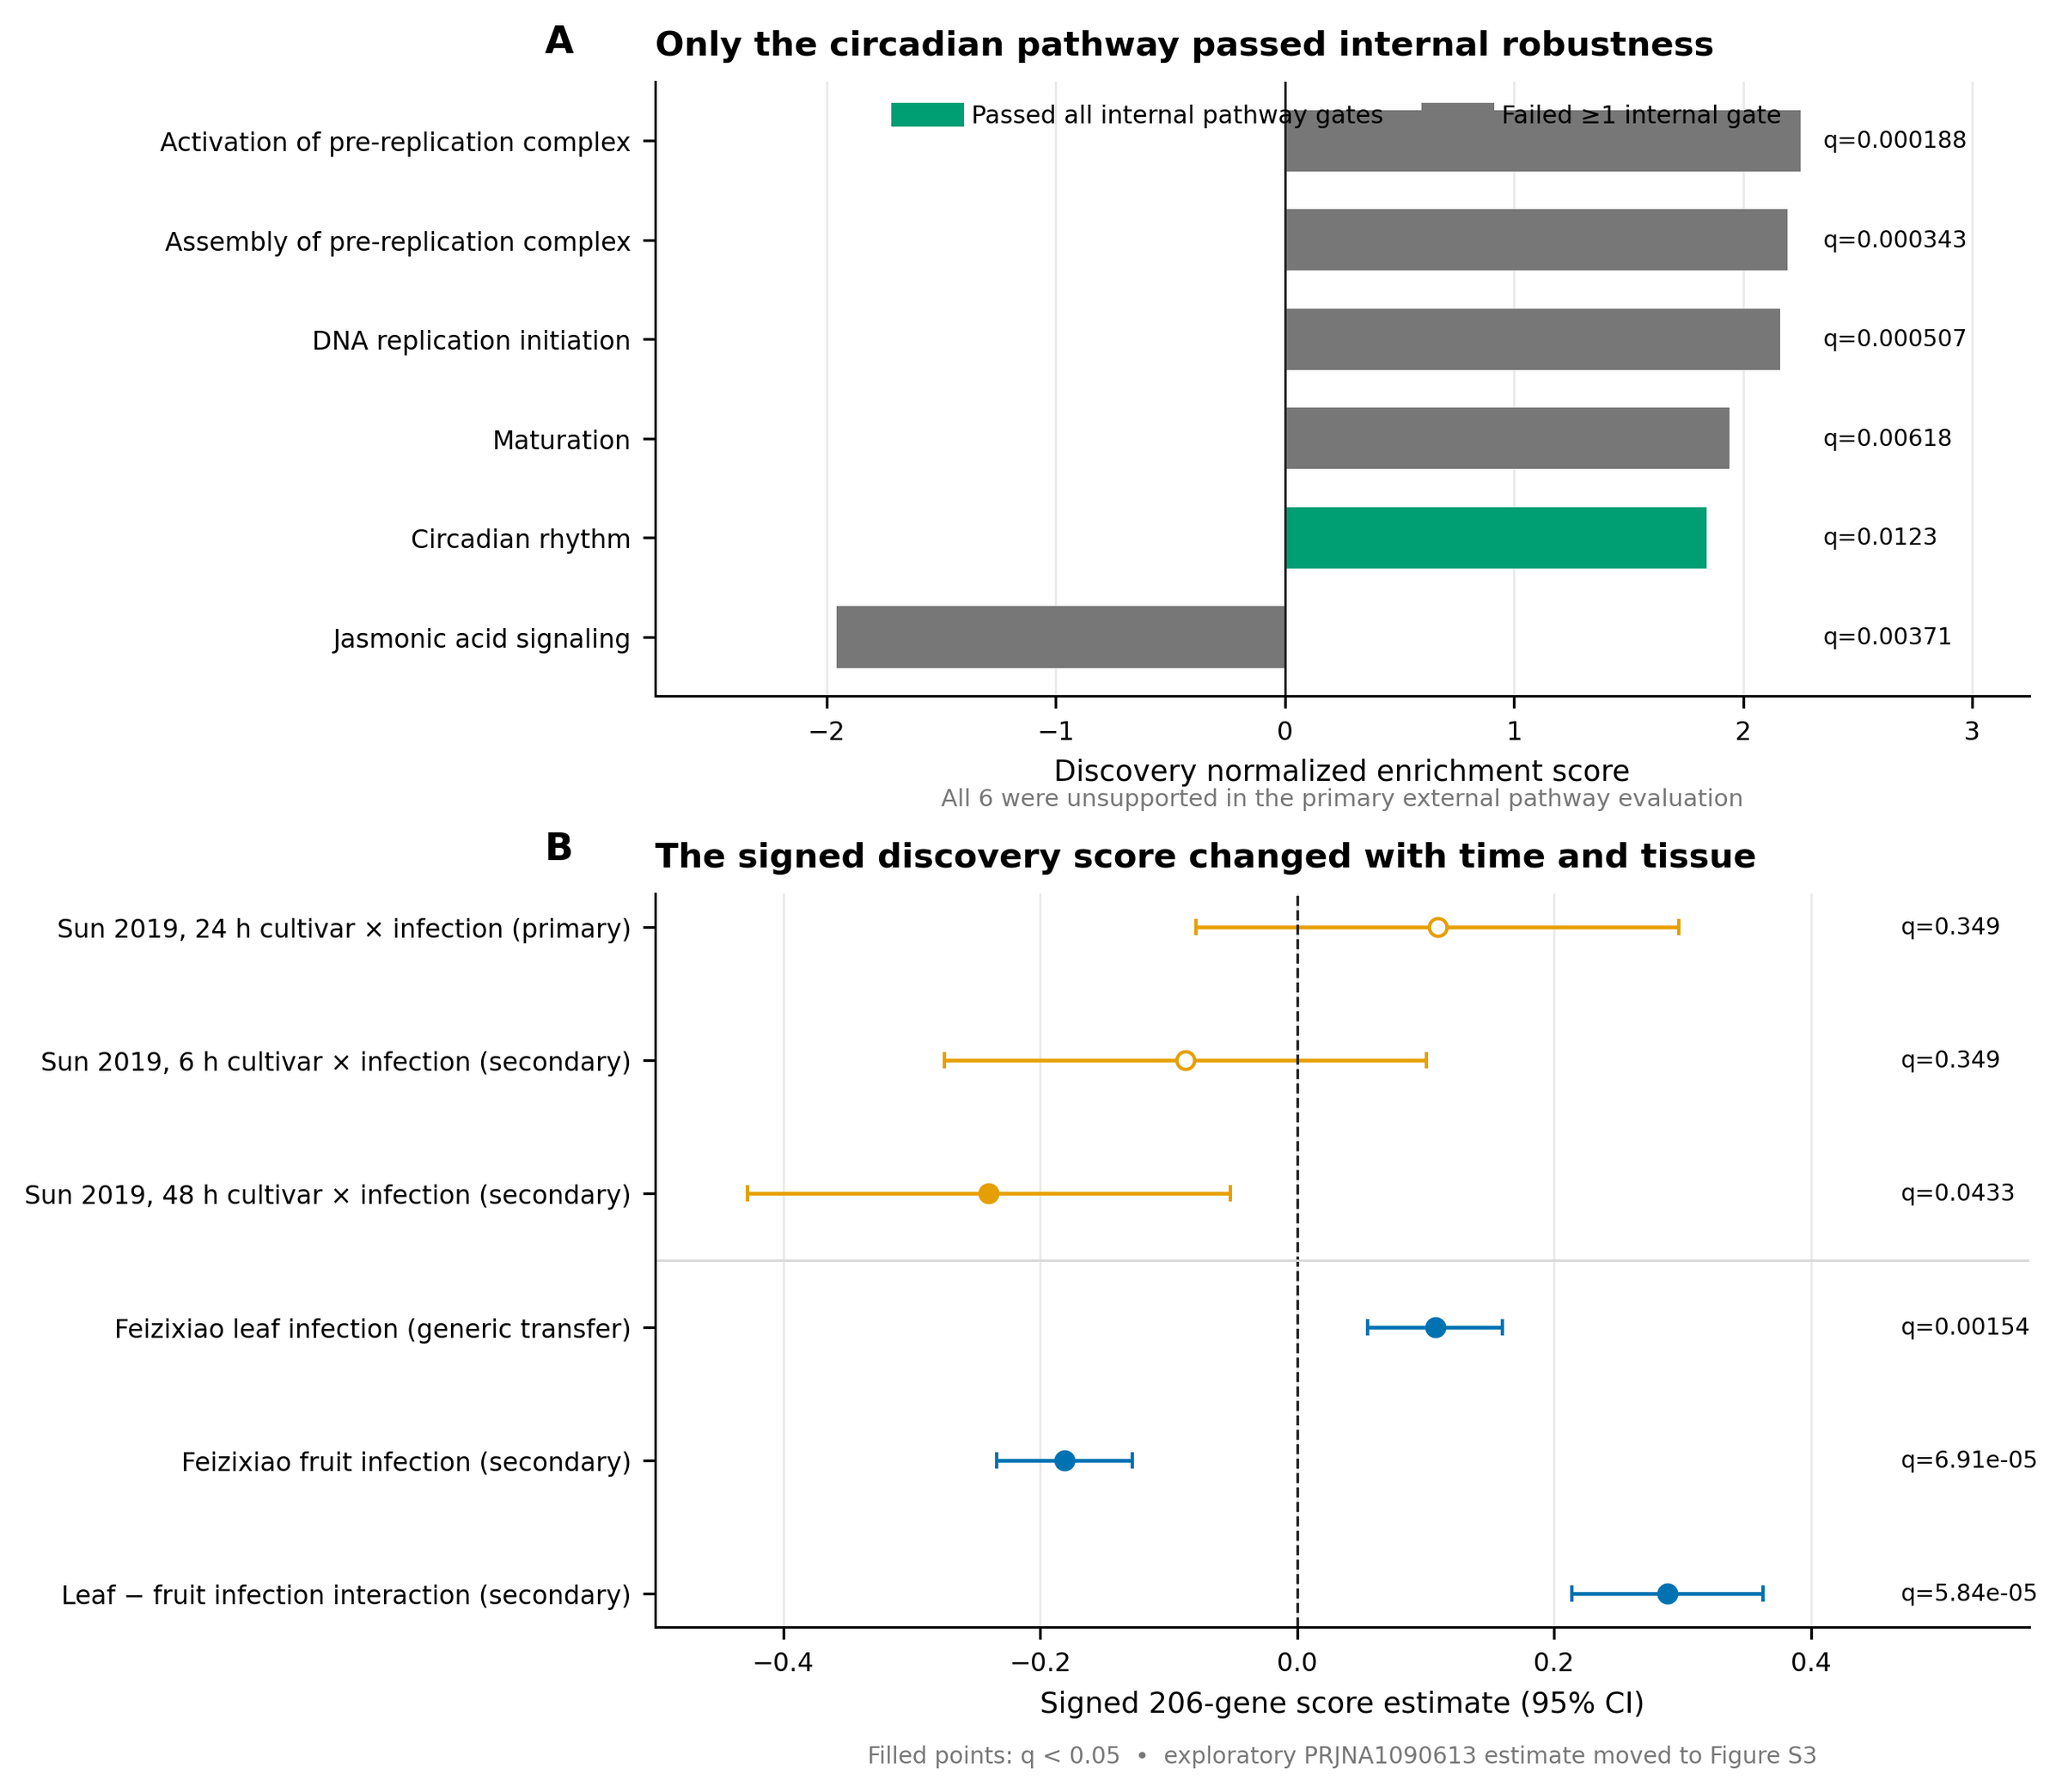 A
Only the circadian pathway passed internal robustness
Passed all internal pathway gates
Failed ≥1 internal gate
Activation of pre-replication complex
q=0.000188
Assembly of pre-replication complex
q=0.000343
DNA replication initiation
q=0.000507
Maturation
q=0.00618
Circadian rhythm
q=0.0123
Jasmonic acid signaling
q=0.00371
−2 −1 0 1 2 3
Discovery normalized enrichment score
All 6 were unsupported in the primary external pathway evaluation
B
The signed discovery score changed with time and tissue
Sun 2019, 24 h cultivar × infection (primary)
q=0.349
Sun 2019, 6 h cultivar × infection (secondary)
q=0.349
Sun 2019, 48 h cultivar × infection (secondary)
q=0.0433
Feizixiao leaf infection (generic transfer)
q=0.00154
Feizixiao fruit infection (secondary)
q=6.91e-05
Leaf − fruit infection interaction (secondary)
q=5.84e-05
−0.4 −0.2 0.0 0.2 0.4
Signed 206-gene score estimate (95% CI)
Filled points: q < 0.05 • exploratory PRJNA1090613 estimate moved to Figure S3